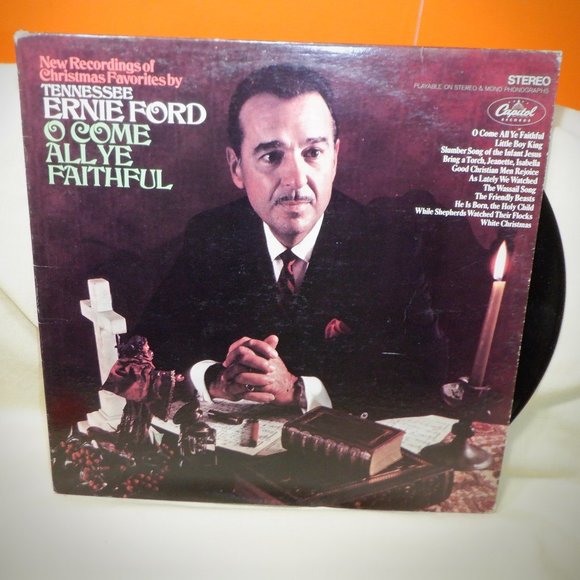 New Recordings of
Christmas Favorites by
TENNESSEE
ERNIE FORD
O COME
ALL YE
FAITHFUL
STEREO
PLAYABLE ON STEREO & MONO PHONOGRAPHS
Capitol
RECORDS
O Come All Ye Faithful
Little Boy King
Slumber Song of the Infant Jesus
Bring a Torch, Jeanette, Isabella
Good Christian Men Rejoice
As Lately We Watched
The Wassail Song
The Friendly Beasts
He Is Born, the Holy Child
While Shepherds Watched Their Flocks
White Christmas